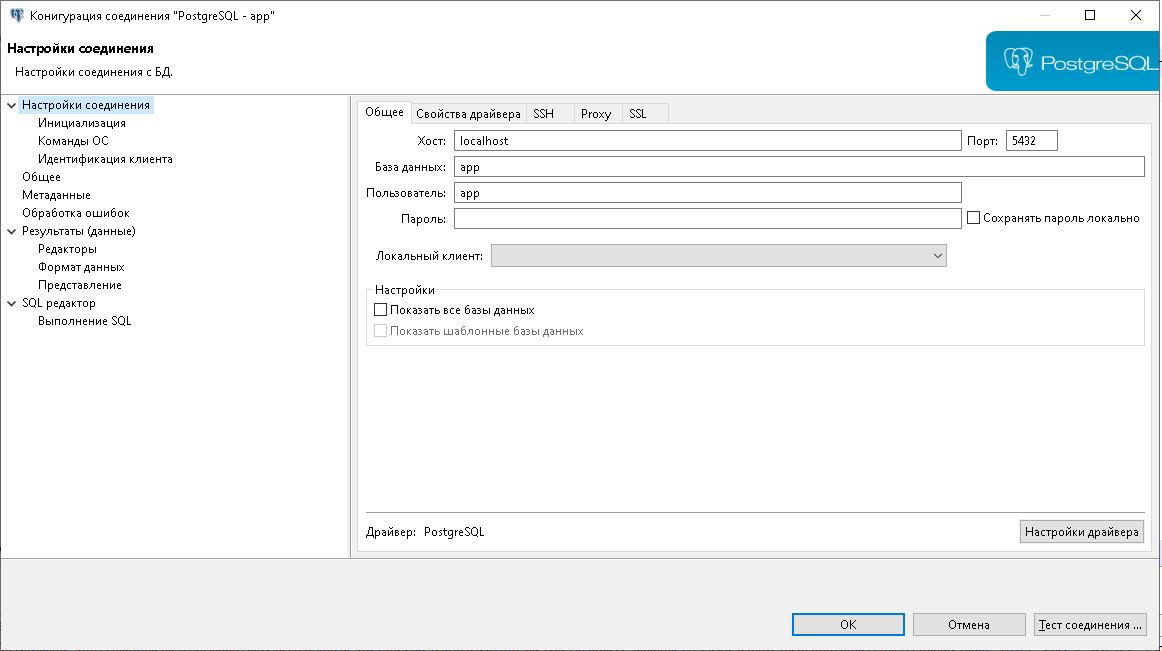 Конигурация соединения "PostgreSQL - app"
Настройки соединения
Настройки соединения с БД.
PostgreSQL
Настройки соединения
Инициализация
Команды ОС
Идентификация клиента
Общее
Метаданные
Обработка ошибок
Результаты (данные)
Редакторы
Формат данных
Представление
SQL редактор
Выполнение SQL
Общее Свойства драйвера SSH Proxy SSL
Хост: localhost Порт: 5432
База данных: app
Пользователь: app
Пароль: Сохранять пароль локально
Локальный клиент:
Настройки
Показать все базы данных
Показать шаблонные базы данных
Драйвер: PostgreSQL Настройки драйвера
OK Отмена Тест соединения ...